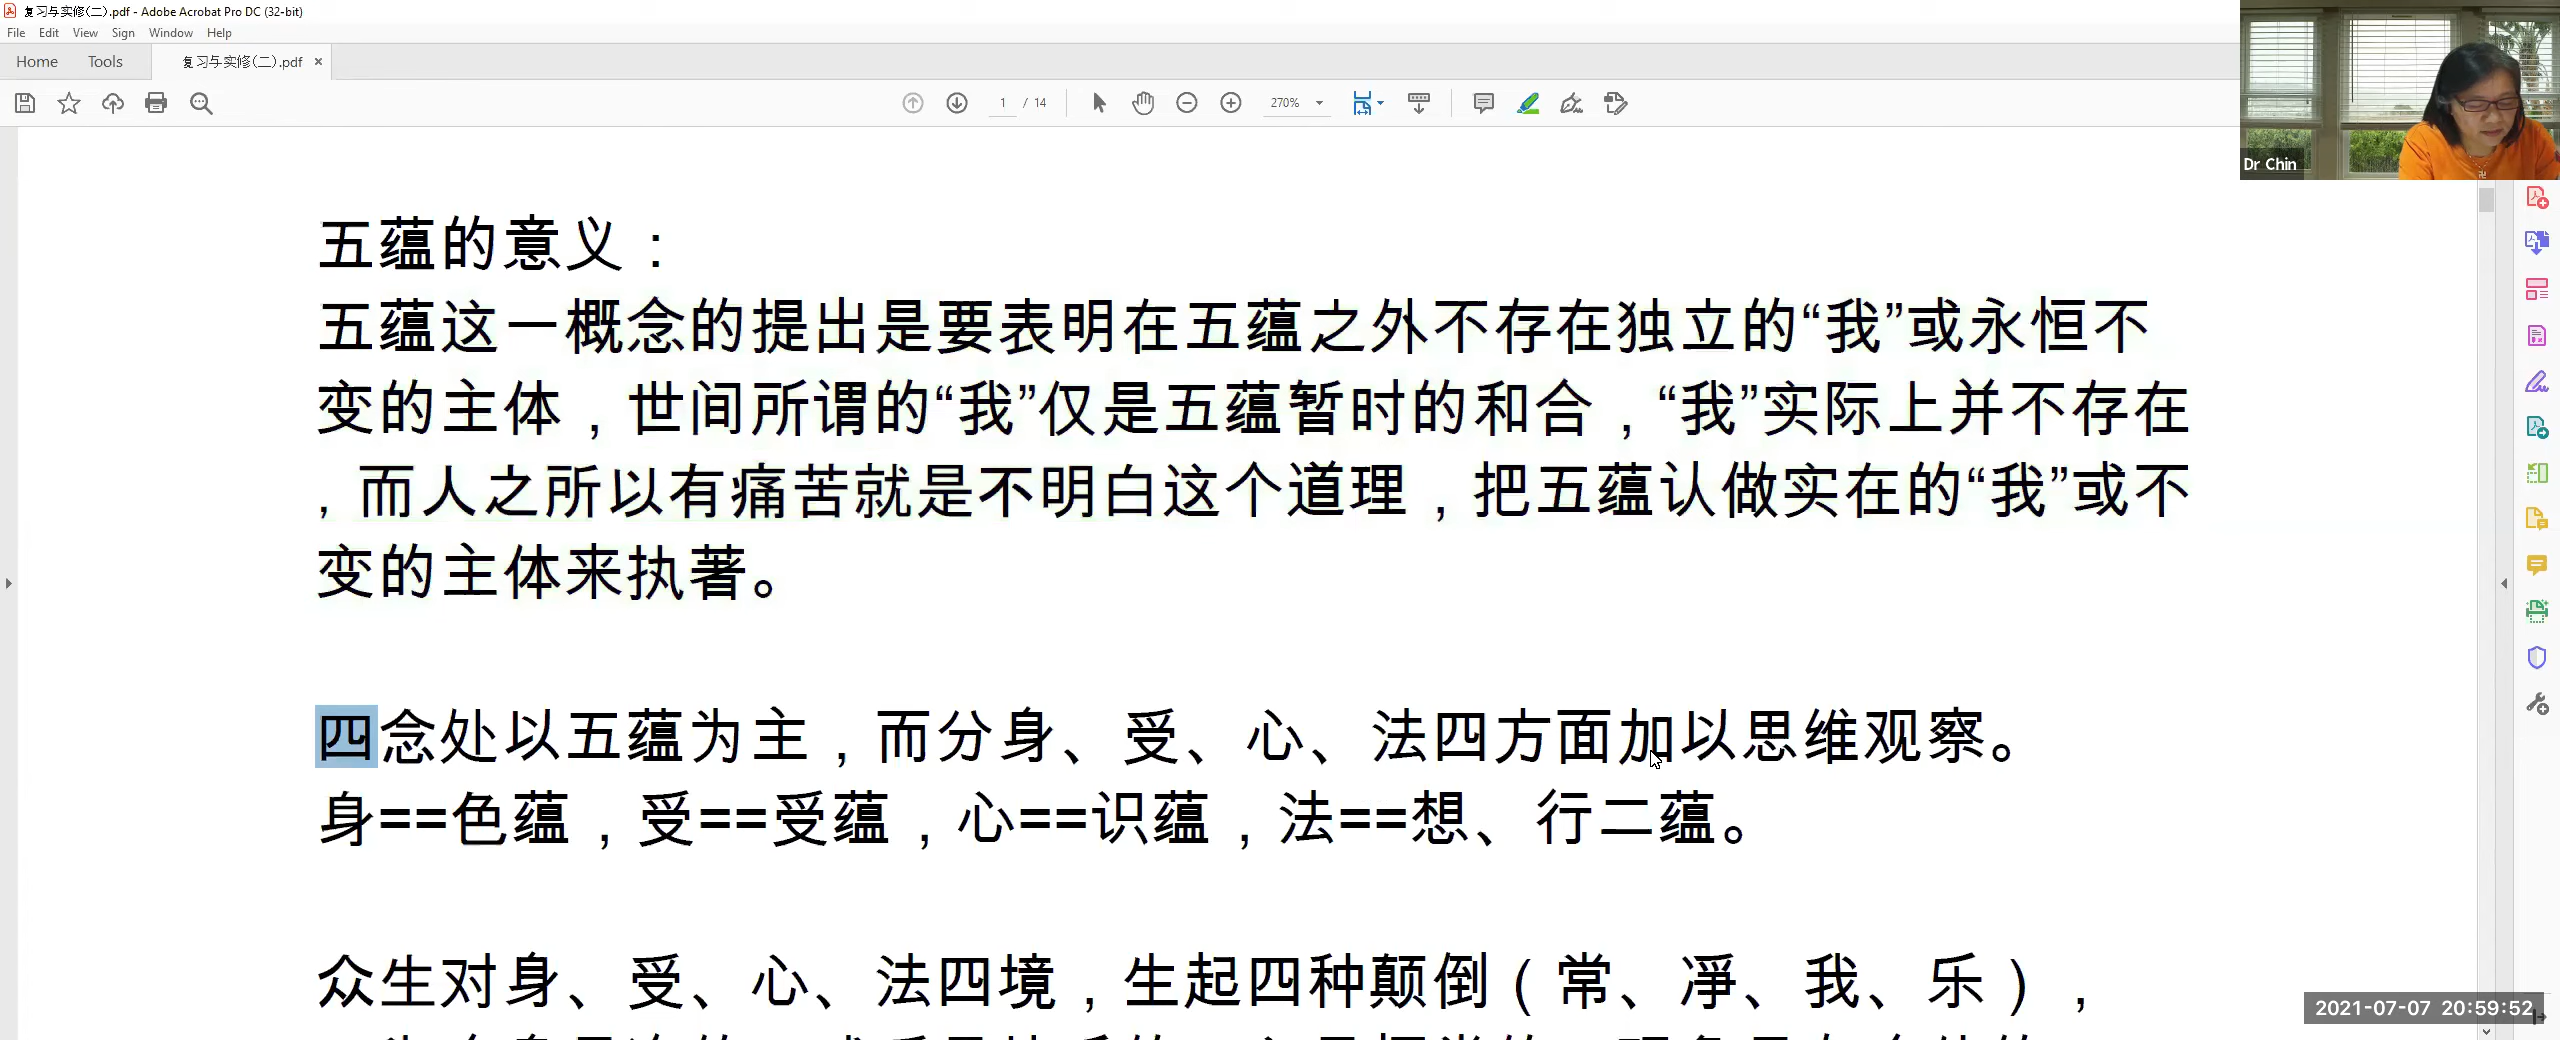 复习与实修(二).pdf - Adobe Acrobat Pro DC (32-bit)
File Edit View Sign Window Help
Home Tools 复习与实修(二).pdf ×
1 / 14 270%
Dr Chin
五蕴的意义：
五蕴这一概念的提出是要表明在五蕴之外不存在独立的“我”或永恒不
变的主体，世间所谓的“我”仅是五蕴暂时的和合，“我”实际上并不存在
，而人之所以有痛苦就是不明白这个道理，把五蕴认做实在的“我”或不
变的主体来执著。
四念处以五蕴为主，而分身、受、心、法四方面加以思维观察。
身==色蕴，受==受蕴，心==识蕴，法==想、行二蕴。
众生对身、受、心、法四境，生起四种颠倒（常、凈、我、乐），
2021-07-07 20:59:52